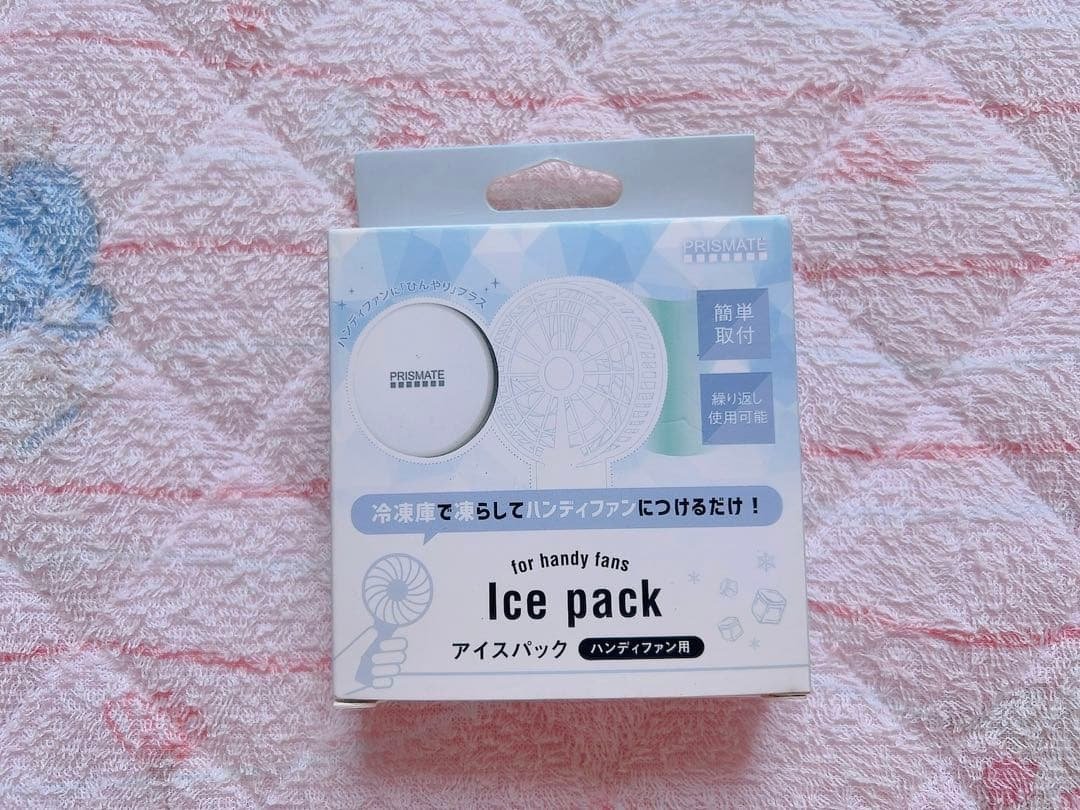 PRISMATE
ハンディファンに「ひんやり」プラス
PRISMATE
簡単
取付
繰り返し
使用可能
冷凍庫で凍らしてハンディファンにつけるだけ！
for handy fans
Ice pack
アイスパック ハンディファン用